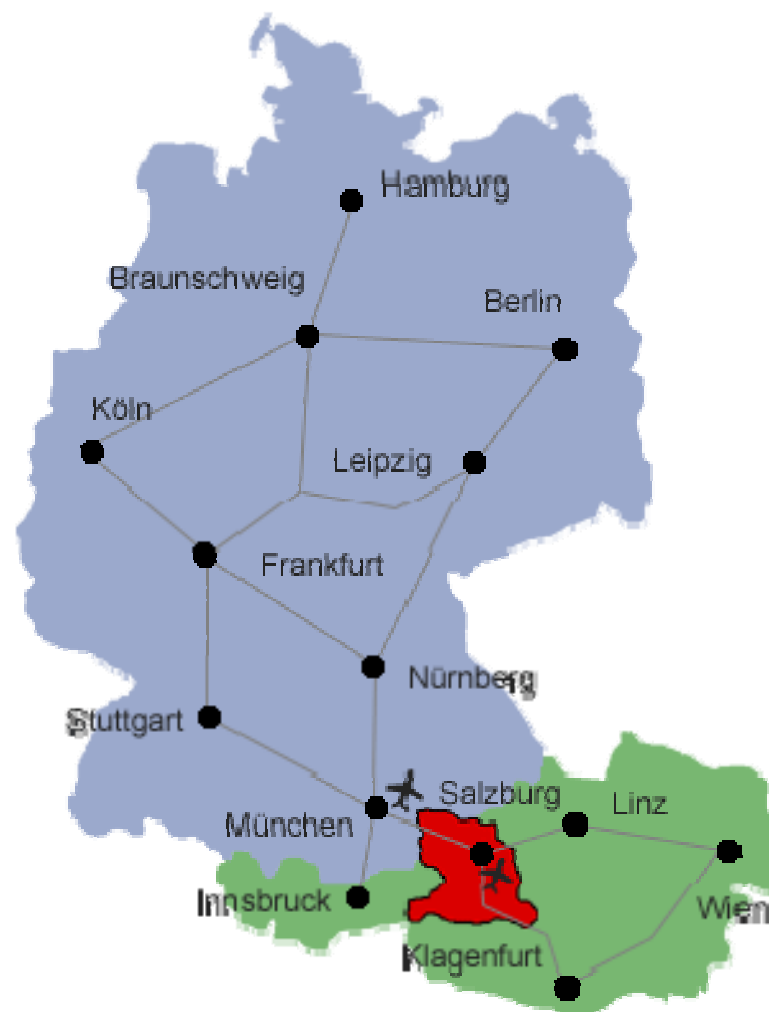 Hamburg
Braunschweig
Berlin
Köln
Leipzig
Frankfurt
Nürnberg
Stuttgart
Salzburg
Linz
München
Innsbruck
Wien
Klagenfurt